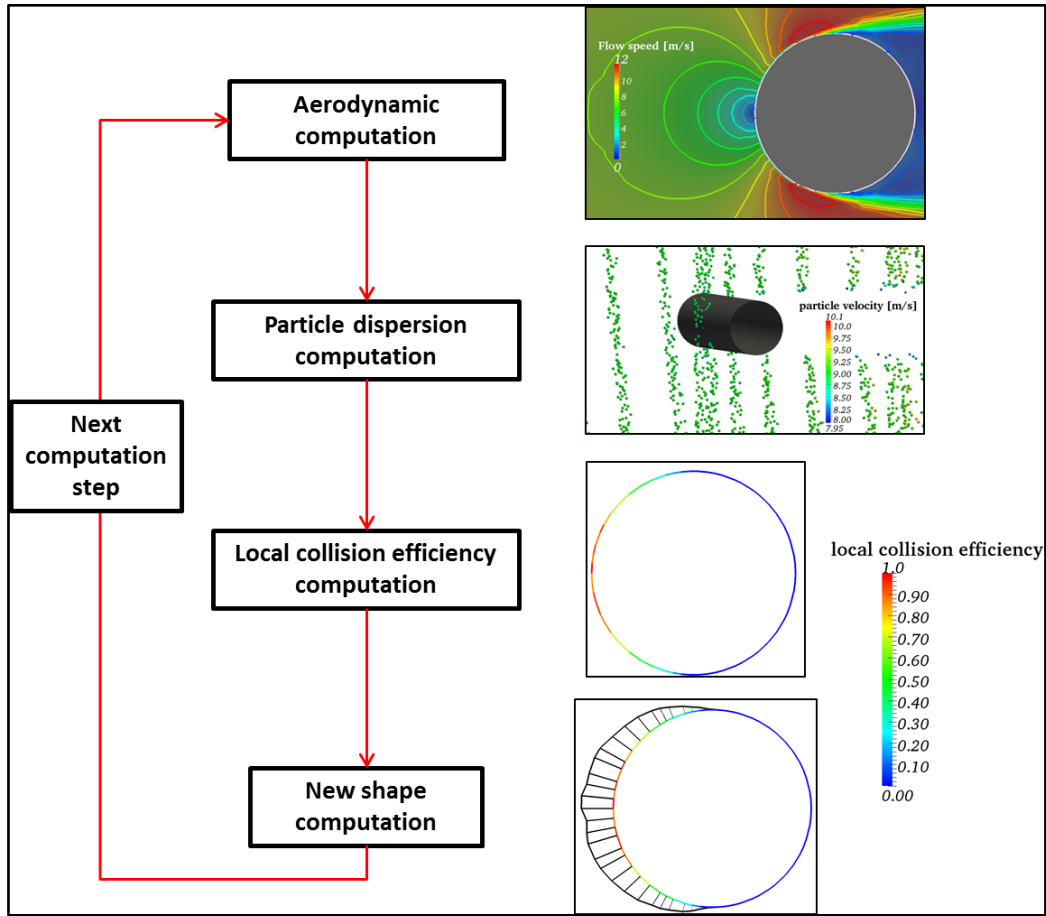 Aerodynamic
computation
Particle dispersion
computation
Next
computation
step
Local collision efficiency
computation
New shape
computation
Flow speed [m/s]
12
10
8
6
4
2
0
particle velocity [m/s]
10.1
10.0
9.75
9.50
9.25
9.00
8.75
8.50
8.25
8.00
7.95
local collision efficiency
1.0
0.90
0.80
0.70
0.60
0.50
0.40
0.30
0.20
0.10
0.00